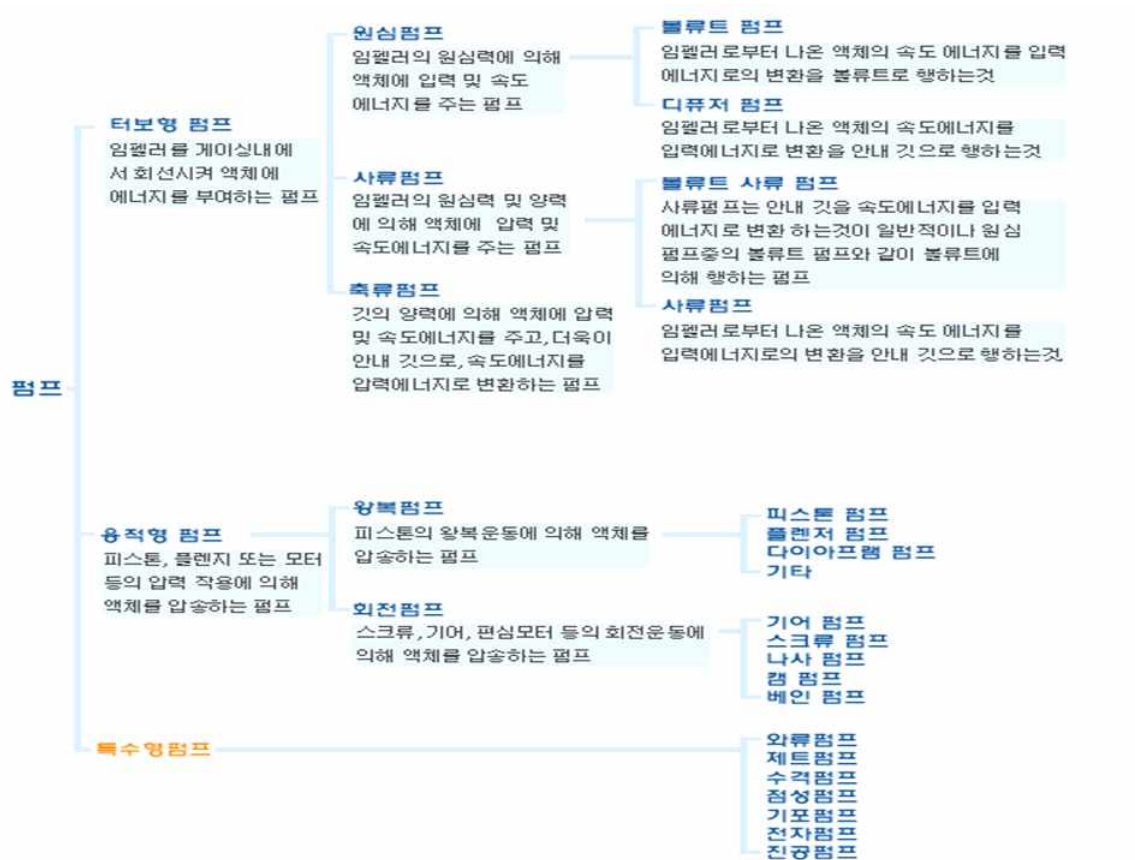 펌프
터보형 펌프
임펠러를 게이싱내에
서 회선시켜 액체에
에너지를 부여하는 펌프
원심펌프
임펠러의 원심력에 의해
액체에 입력 및 속도
에너지를 주는 펌프
볼류트 펌프
임펠러로부터 나온 액체의 속도 에너지를 입력
에너지로의 변환을 볼류트로 행하는것
디퓨저 펌프
임펠러로부터 나온 액체의 속도에너지를
입력에너지로 변환을 안내 깃으로 행하는것
사류펌프
임펠러의 원심력 및 양력
에 의해 액체에 압력 및
속도에너지를 주는 펌프
볼류트 사류 펌프
사류펌프는 안내 깃을 속도에너지를 입력
에너지로 변환 하는것이 일반적이나 원심
펌프중의 볼류트 펌프와 같이 볼류트에
의해 행하는 펌프
사류펌프
임펠러로부터 나온 액체의 속도 에너지를
입력에너지로의 변환을 안내 깃으로 행하는것
축류펌프
깃의 양력에 의해 액체에 압력
및 속도에너지를 주고,더욱이
안내 깃으로,속도에너지를
압력에너지로 변환하는 펌프
용적형 펌프
피스톤, 플렌지 또는 모터
등의 압력 작용에 의해
액체를 압송하는 펌프
왕복펌프
피스톤의 왕복운동에 의해 액체를
압송하는 펌프
피스톤 펌프
플렌저 펌프
다이아프램 펌프
기타
회전펌프
스크류,기어, 편심모터 등의 회전운동에
의해 액체를 압송하는 펌프
기어 펌프
스크류 펌프
나사 펌프
캠 펌프
베인 펌프
특수형펌프
와류펌프
제트펌프
수격펌프
점성펌프
기포펌프
전자펌프
진공펌프